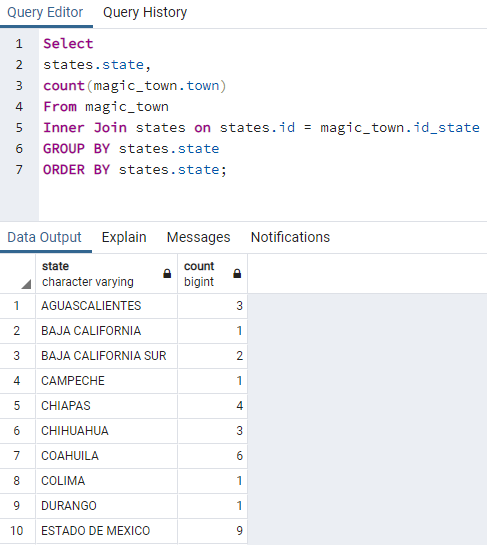 Query Editor Query History
1 Select
2 states.state,
3 count(magic_town.town)
4 From magic_town
5 Inner Join states on states.id = magic_town.id_state
6 GROUP BY states.state
7 ORDER BY states.state;
Data Output Explain Messages Notifications
state count
character varying bigint
1 AGUASCALIENTES 3
2 BAJA CALIFORNIA 1
3 BAJA CALIFORNIA SUR 2
4 CAMPECHE 1
5 CHIAPAS 4
6 CHIHUAHUA 3
7 COAHUILA 6
8 COLIMA 1
9 DURANGO 1
10 ESTADO DE MEXICO 9